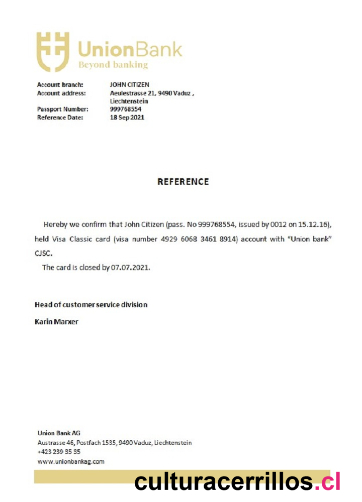 UnionBank
Beyond banking
Account branch: JOHN CITIZEN
Account address: Aeulestrasse 21, 9490 Vaduz ,
Liechtenstein
Passport Number: 999768554
Reference Date: 18 Sep 2021
REFERENCE
Hereby we confirm that John Citizen (pass. No 999768554, issued by 0012 on 15.12.16),
held Visa Classic card (visa number 4929 6068 3461 8914) account with “Union bank”
CJSC.
The card is closed by 07.07.2021.
Head of customer service division
Karin Marxer
Union Bank AG
Austrasse 46, Postfach 1535, 9490 Vaduz, Liechtenstein
+423 239 35 35
www.unionbankag.com
culturacerrillos.cl